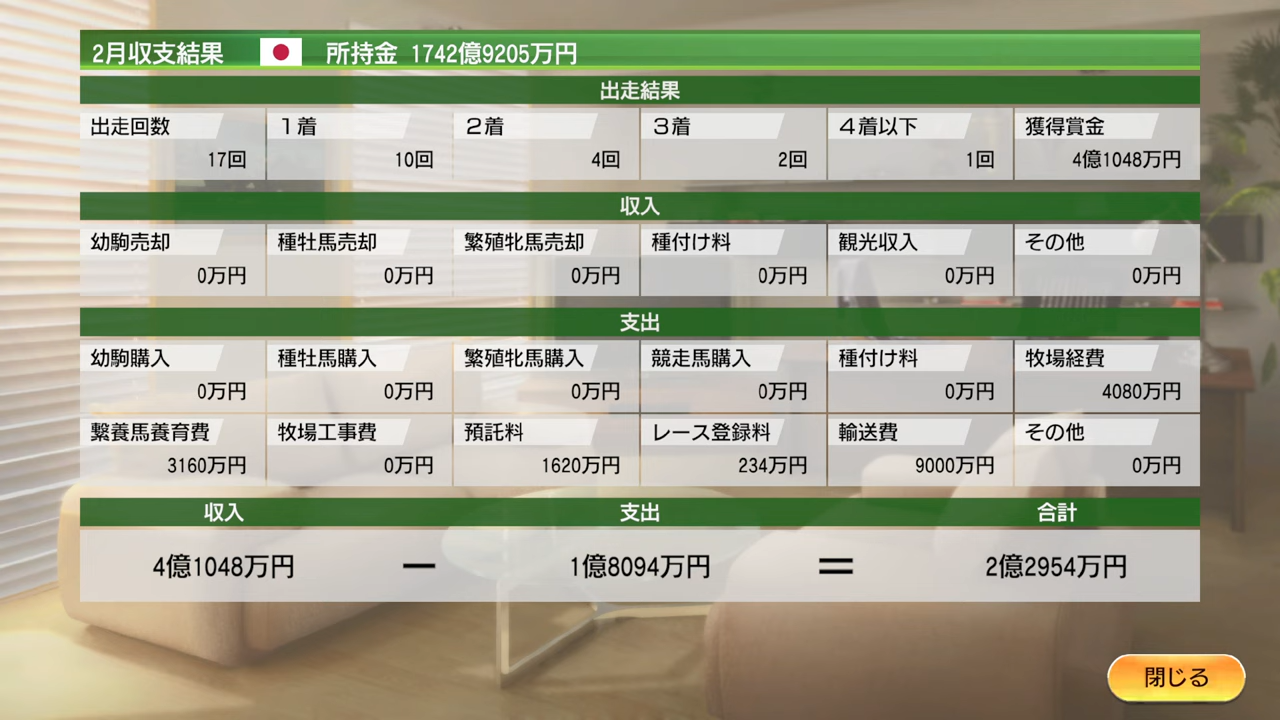 2月収支結果 所持金 1742億9205万円
出走結果
出走回数 1着 2着 3着 4着以下 獲得賞金
17回 10回 4回 2回 1回 4億1048万円
収入
幼駒売却 種牡馬売却 繁殖牝馬売却 種付け料 観光収入 その他
0万円 0万円 0万円 0万円 0万円 0万円
支出
幼駒購入 種牡馬購入 繁殖牝馬購入 競走馬購入 種付け料 牧場経費
0万円 0万円 0万円 0万円 0万円 4080万円
繋養馬養育費 牧場工事費 預託料 レース登録料 輸送費 その他
3160万円 0万円 1620万円 234万円 9000万円 0万円
収入 支出 合計
4億1048万円 ー 1億8094万円 = 2億2954万円
閉じる